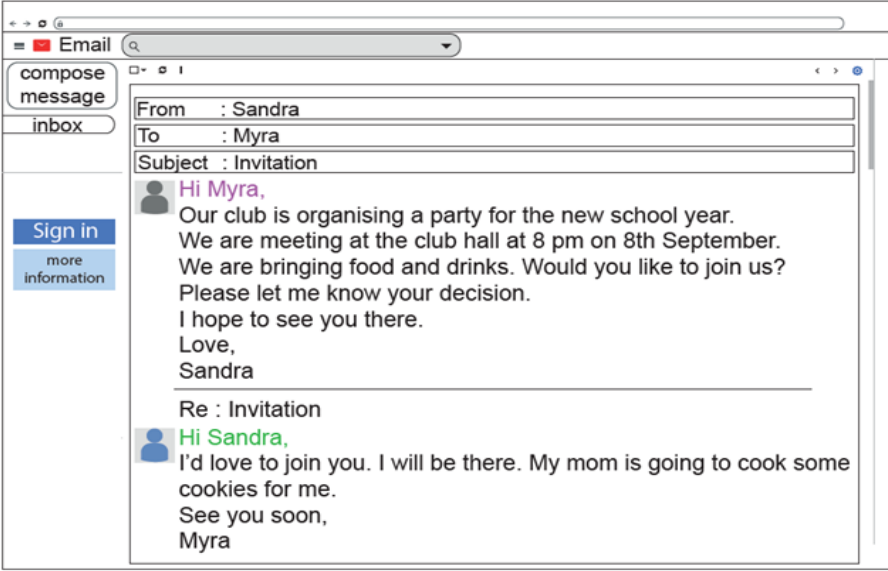 Email
compose
message
inbox
Sign in
more
information
From : Sandra
To : Myra
Subject : Invitation
Hi Myra,
Our club is organising a party for the new school year.
We are meeting at the club hall at 8 pm on 8th September.
We are bringing food and drinks. Would you like to join us?
Please let me know your decision.
I hope to see you there.
Love,
Sandra
Re : Invitation
Hi Sandra,
I'd love to join you. I will be there. My mom is going to cook some
cookies for me.
See you soon,
Myra